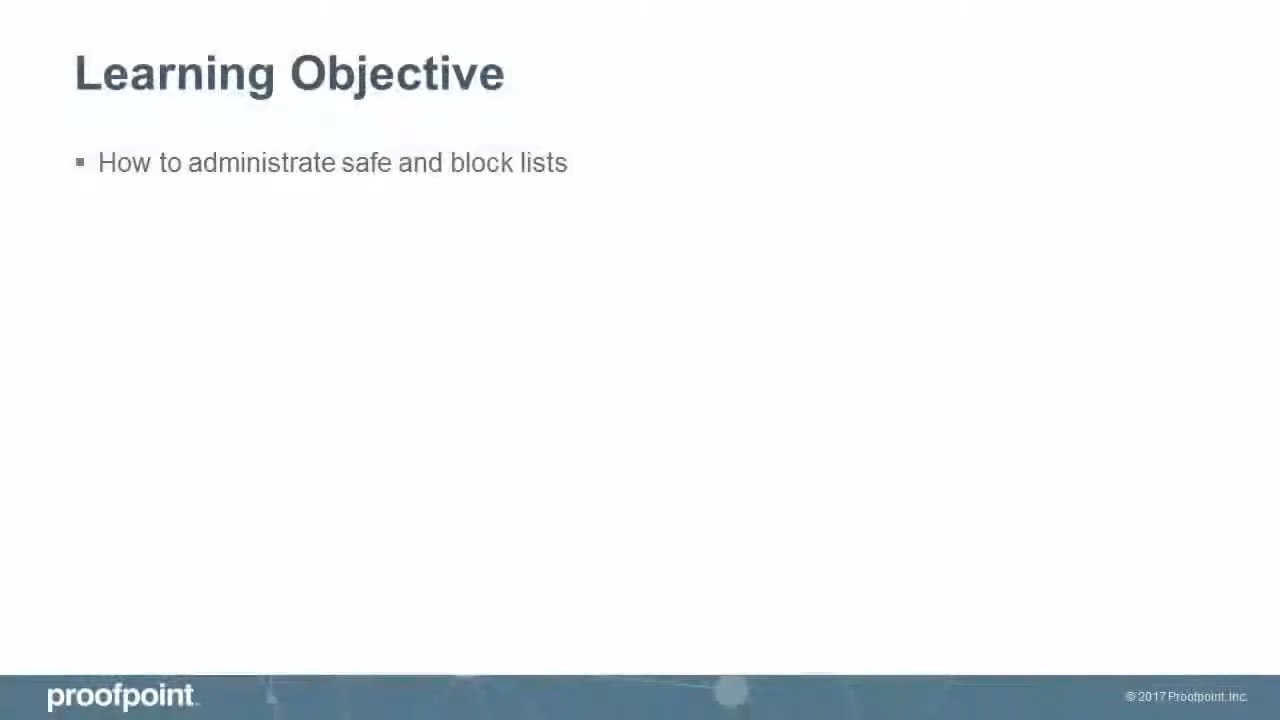 Learning Objective
▪ How to administrate safe and block lists
proofpoint.
© 2017 Proofpoint, Inc.